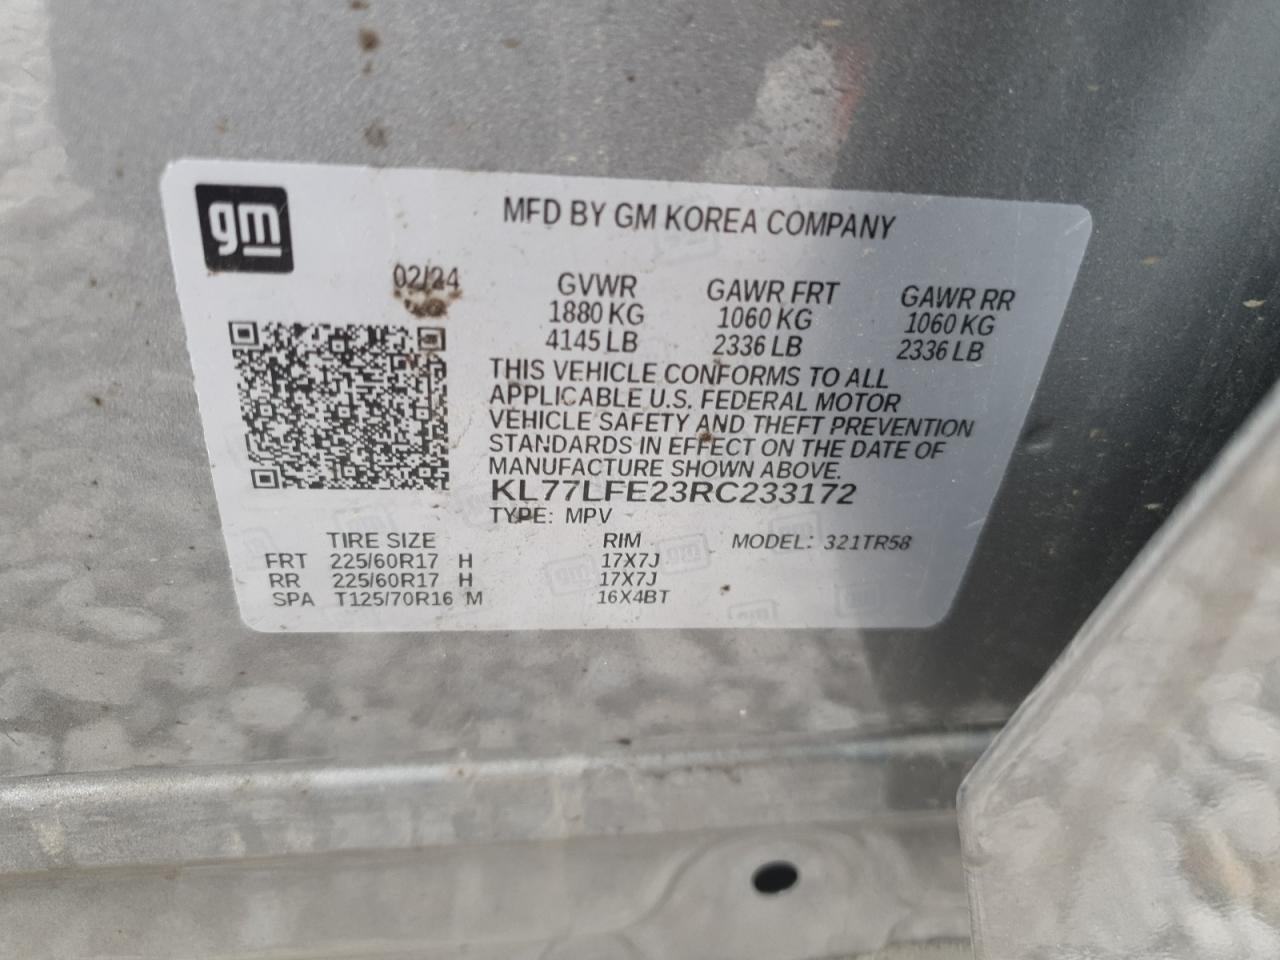 gm
MFD BY GM KOREA COMPANY
02/24
GVWR GAWR FRT GAWR RR
1880 KG 1060 KG 1060 KG
4145 LB 2336 LB 2336 LB
THIS VEHICLE CONFORMS TO ALL
APPLICABLE U.S. FEDERAL MOTOR
VEHICLE SAFETY AND THEFT PREVENTION
STANDARDS IN EFFECT ON THE DATE OF
MANUFACTURE SHOWN ABOVE.
KL77LFE23RC233172
TYPE: MPV
TIRE SIZE RIM MODEL: 321TR58
FRT 225/60R17 H 17X7J
RR 225/60R17 H 17X7J
SPA T125/70R16 M 16X4BT